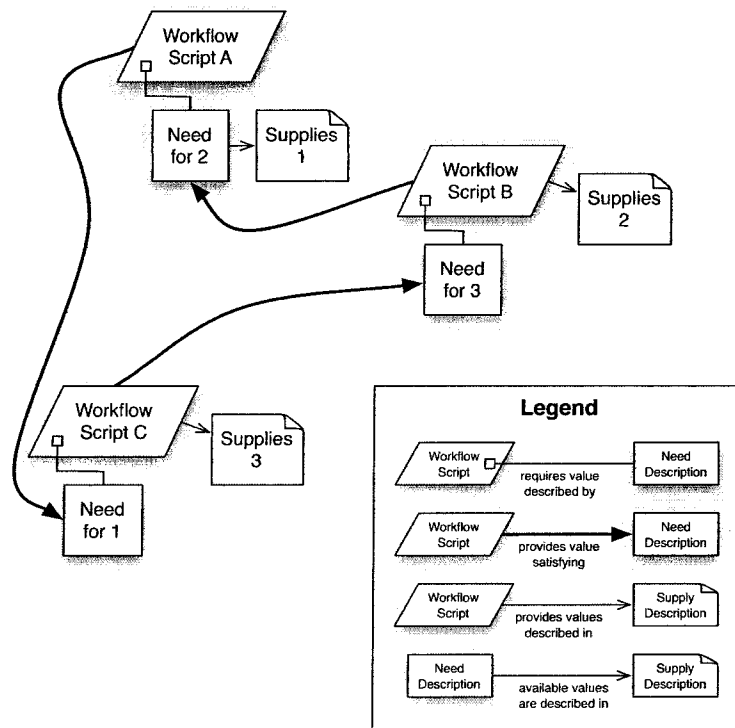 Workflow
Script A
Need
for 2
Supplies
1
Workflow
Script B
Supplies
2
Need
for 3
Workflow
Script C
Supplies
3
Need
for 1
Legend
Workflow
Script
requires value
described by
Need
Description
Workflow
Script
provides value
satisfying
Need
Description
Workflow
Script
provides values
described in
Supply
Description
Need
Description
available values
are described in
Supply
Description